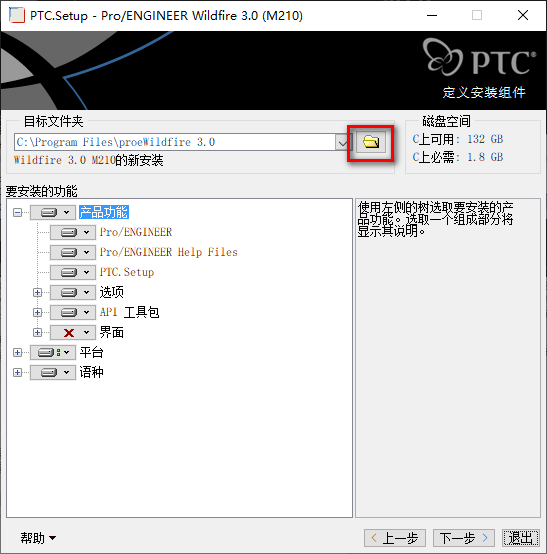 PTC.Setup - Pro/ENGINEER Wildfire 3.0 (M210)
PTC®
定义安装组件
目标文件夹
C:\Program Files\proeWildfire 3.0
Wildfire 3.0 M210的新安装
磁盘空间
C上可用: 132 GB
C上必需: 1.8 GB
要安装的功能
产品功能
Pro/ENGINEER
Pro/ENGINEER Help Files
PTC.Setup
选项
API 工具包
界面
平台
语种
使用左侧的树选取要安装的产
品功能。选取一个组成部分将
显示其说明。
帮助
上一步
下一步
退出